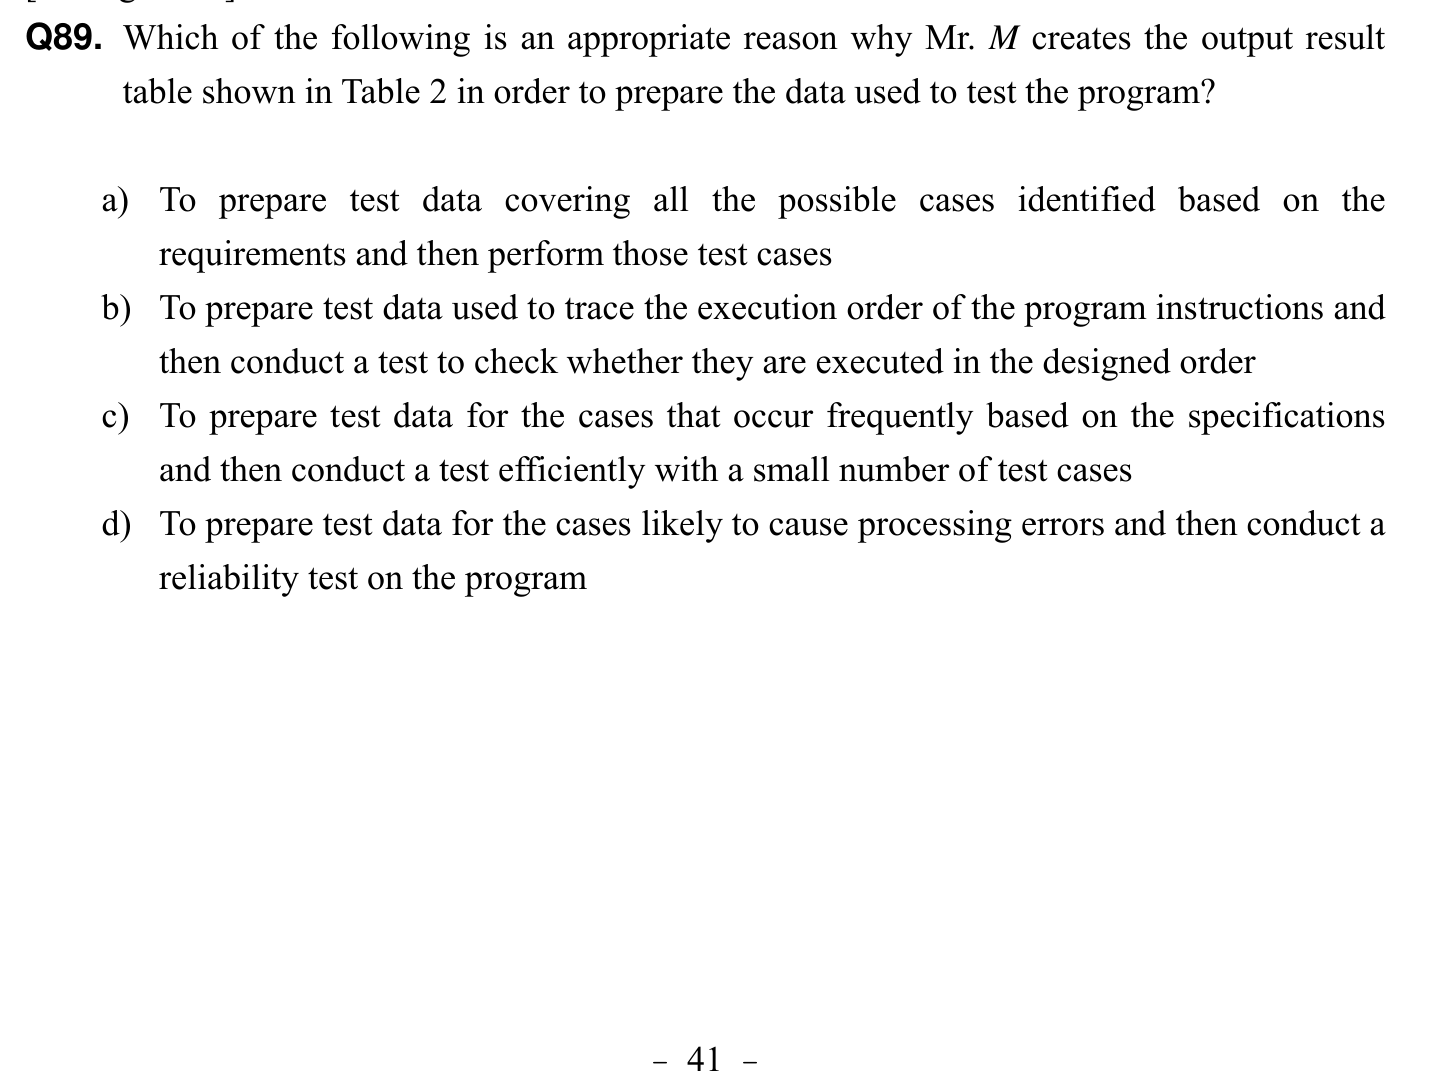 Q89. Which of the following is an appropriate reason why Mr. M creates the output result
table shown in Table 2 in order to prepare the data used to test the program?
a) To prepare test data covering all the possible cases identified based on the
requirements and then perform those test cases
b) To prepare test data used to trace the execution order of the program instructions and
then conduct a test to check whether they are executed in the designed order
c) To prepare test data for the cases that occur frequently based on the specifications
and then conduct a test efficiently with a small number of test cases
d) To prepare test data for the cases likely to cause processing errors and then conduct a
reliability test on the program
– 41 –